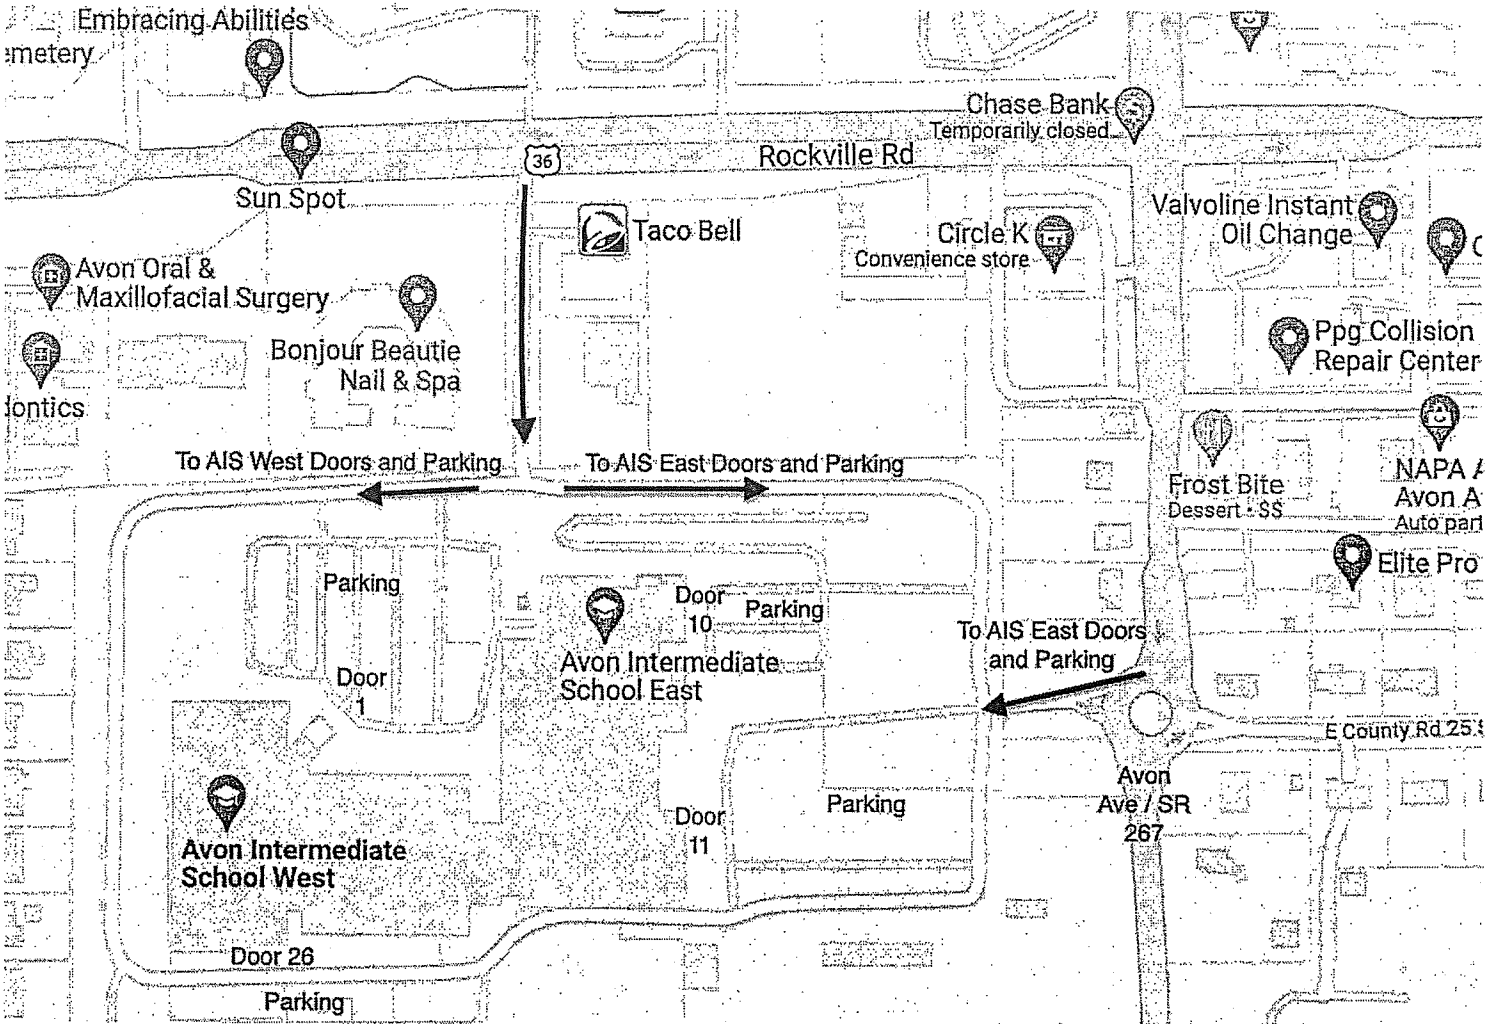 Embracing Abilities
emetery
Chase Bank
Temporarily closed
36
Rockville Rd
Sun Spot
Taco Bell
Valvoline Instant
Oil Change
Circle K
Convenience store
C
Avon Oral &
Maxillofacial Surgery
Bonjour Beautie
Nail & Spa
Ppg Collision
Repair Center
dontics
To AIS West Doors and Parking
To AIS East Doors and Parking
Frost Bite
Dessert • $$
NAPA A
Avon A
Auto part
Elite Pro
Parking
Door
10
Parking
To AIS East Doors
and Parking
Avon Intermediate
School East
Door
1
E County Rd 25 S
Avon
Ave / SR
267
Parking
Door
11
Avon Intermediate
School West
Door 26
Parking